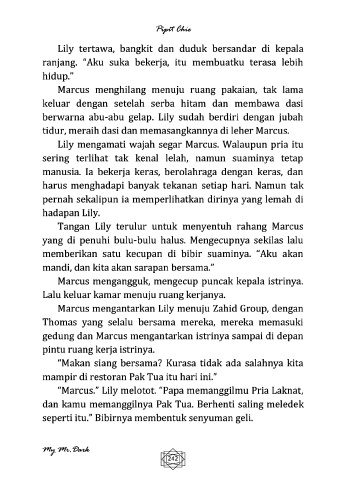 Pipit Chie
Lily tertawa, bangkit dan duduk bersandar di kepala
ranjang. “Aku suka bekerja, itu membuatku terasa lebih
hidup.”
Marcus menghilang menuju ruang pakaian, tak lama
keluar dengan setelah serba hitam dan membawa dasi
berwarna abu-abu gelap. Lily sudah berdiri dengan jubah
tidur, meraih dasi dan memasangkannya di leher Marcus.
Lily mengamati wajah segar Marcus. Walaupun pria itu
sering terlihat tak kenal lelah, namun suaminya tetap
manusia. Ia bekerja keras, berolahraga dengan keras, dan
harus menghadapi banyak tekanan setiap hari. Namun tak
pernah sekalipun ia memperlihatkan dirinya yang lemah di
hadapan Lily.
Tangan Lily terulur untuk menyentuh rahang Marcus
yang di penuhi bulu-bulu halus. Mengecupnya sekilas lalu
memberikan satu kecupan di bibir suaminya. “Aku akan
mandi, dan kita akan sarapan bersama.”
Marcus mengangguk, mengecup puncak kepala istrinya.
Lalu keluar kamar menuju ruang kerjanya.
Marcus mengantarkan Lily menuju Zahid Group, dengan
Thomas yang selalu bersama mereka, mereka memasuki
gedung dan Marcus mengantarkan istrinya sampai di depan
pintu ruang kerja istrinya.
“Makan siang bersama? Kurasa tidak ada salahnya kita
mampir di restoran Pak Tua itu hari ini.”
“Marcus.” Lily melotot. “Papa memanggilmu Pria Laknat,
dan kamu memanggilnya Pak Tua. Berhenti saling meledek
seperti itu.” Bibirnya membentuk senyuman geli.
My Mr. Dark
242